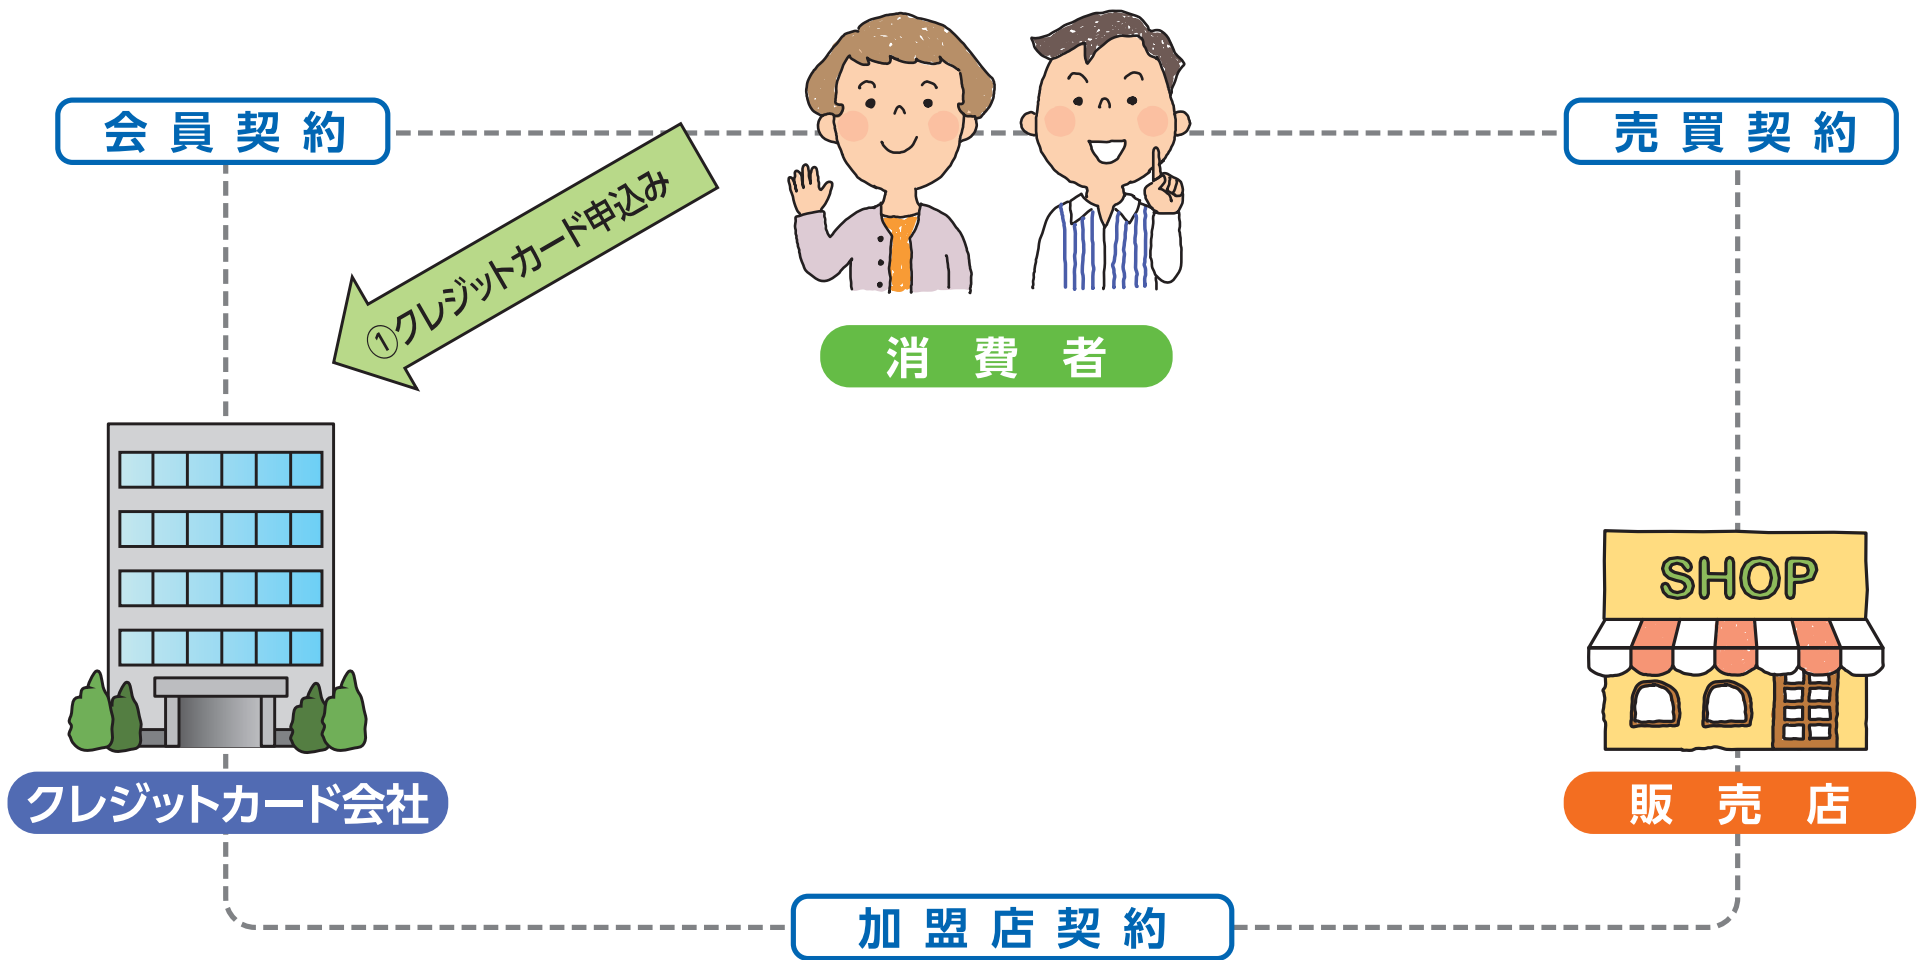 会員契約
売買契約
①クレジットカード申込み
消費者
SHOP
クレジットカード会社
販売店
加盟店契約